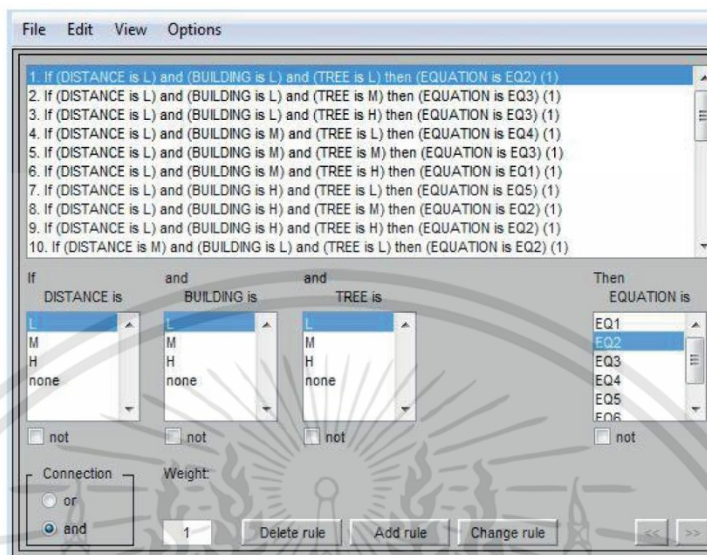 File Edit View Options
1. If (DISTANCE is L) and (BUILDING is L) and (TREE is L) then (EQUATION is EQ2) (1)
2. If (DISTANCE is L) and (BUILDING is L) and (TREE is M) then (EQUATION is EQ3) (1)
3. If (DISTANCE is L) and (BUILDING is L) and (TREE is H) then (EQUATION is EQ3) (1)
4. If (DISTANCE is L) and (BUILDING is M) and (TREE is L) then (EQUATION is EQ4) (1)
5. If (DISTANCE is L) and (BUILDING is M) and (TREE is M) then (EQUATION is EQ3) (1)
6. If (DISTANCE is L) and (BUILDING is M) and (TREE is H) then (EQUATION is EQ1) (1)
7. If (DISTANCE is L) and (BUILDING is H) and (TREE is L) then (EQUATION is EQ5) (1)
8. If (DISTANCE is L) and (BUILDING is H) and (TREE is M) then (EQUATION is EQ2) (1)
9. If (DISTANCE is L) and (BUILDING is H) and (TREE is H) then (EQUATION is EQ2) (1)
10. If (DISTANCE is M) and (BUILDING is L) and (TREE is L) then (EQUATION is EQ2) (1)
If and and Then
DISTANCE is BUILDING is TREE is EQUATION is
L L L EQ1
M M M EQ2
H H H EQ3
none none none EQ4
EQ5
EQ6
not not not not
Connection Weight:
or
and 1 Delete rule Add rule Change rule << >>